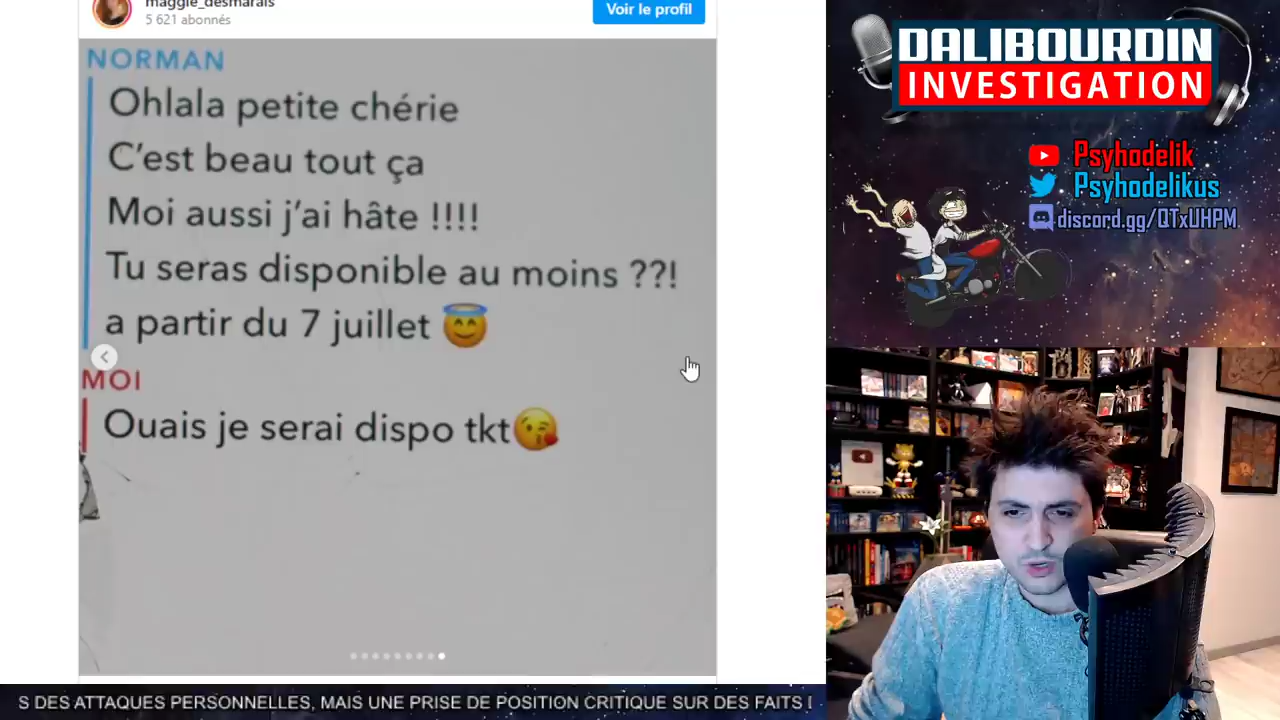 maggie_desmarais
5 621 abonnés
Voir le profil
NORMAN
Ohlala petite chérie
C’est beau tout ça
Moi aussi j’ai hâte !!!!
Tu seras disponible au moins ??!
a partir du 7 juillet 😇
MOI
Ouais je serai dispo tkt😘
S DES ATTAQUES PERSONNELLES, MAIS UNE PRISE DE POSITION CRITIQUE SUR DES FAITS
DALIBOURDIN
INVESTIGATION
Psyhodelik
Psyhodelikus
discord.gg/QTxUHPM